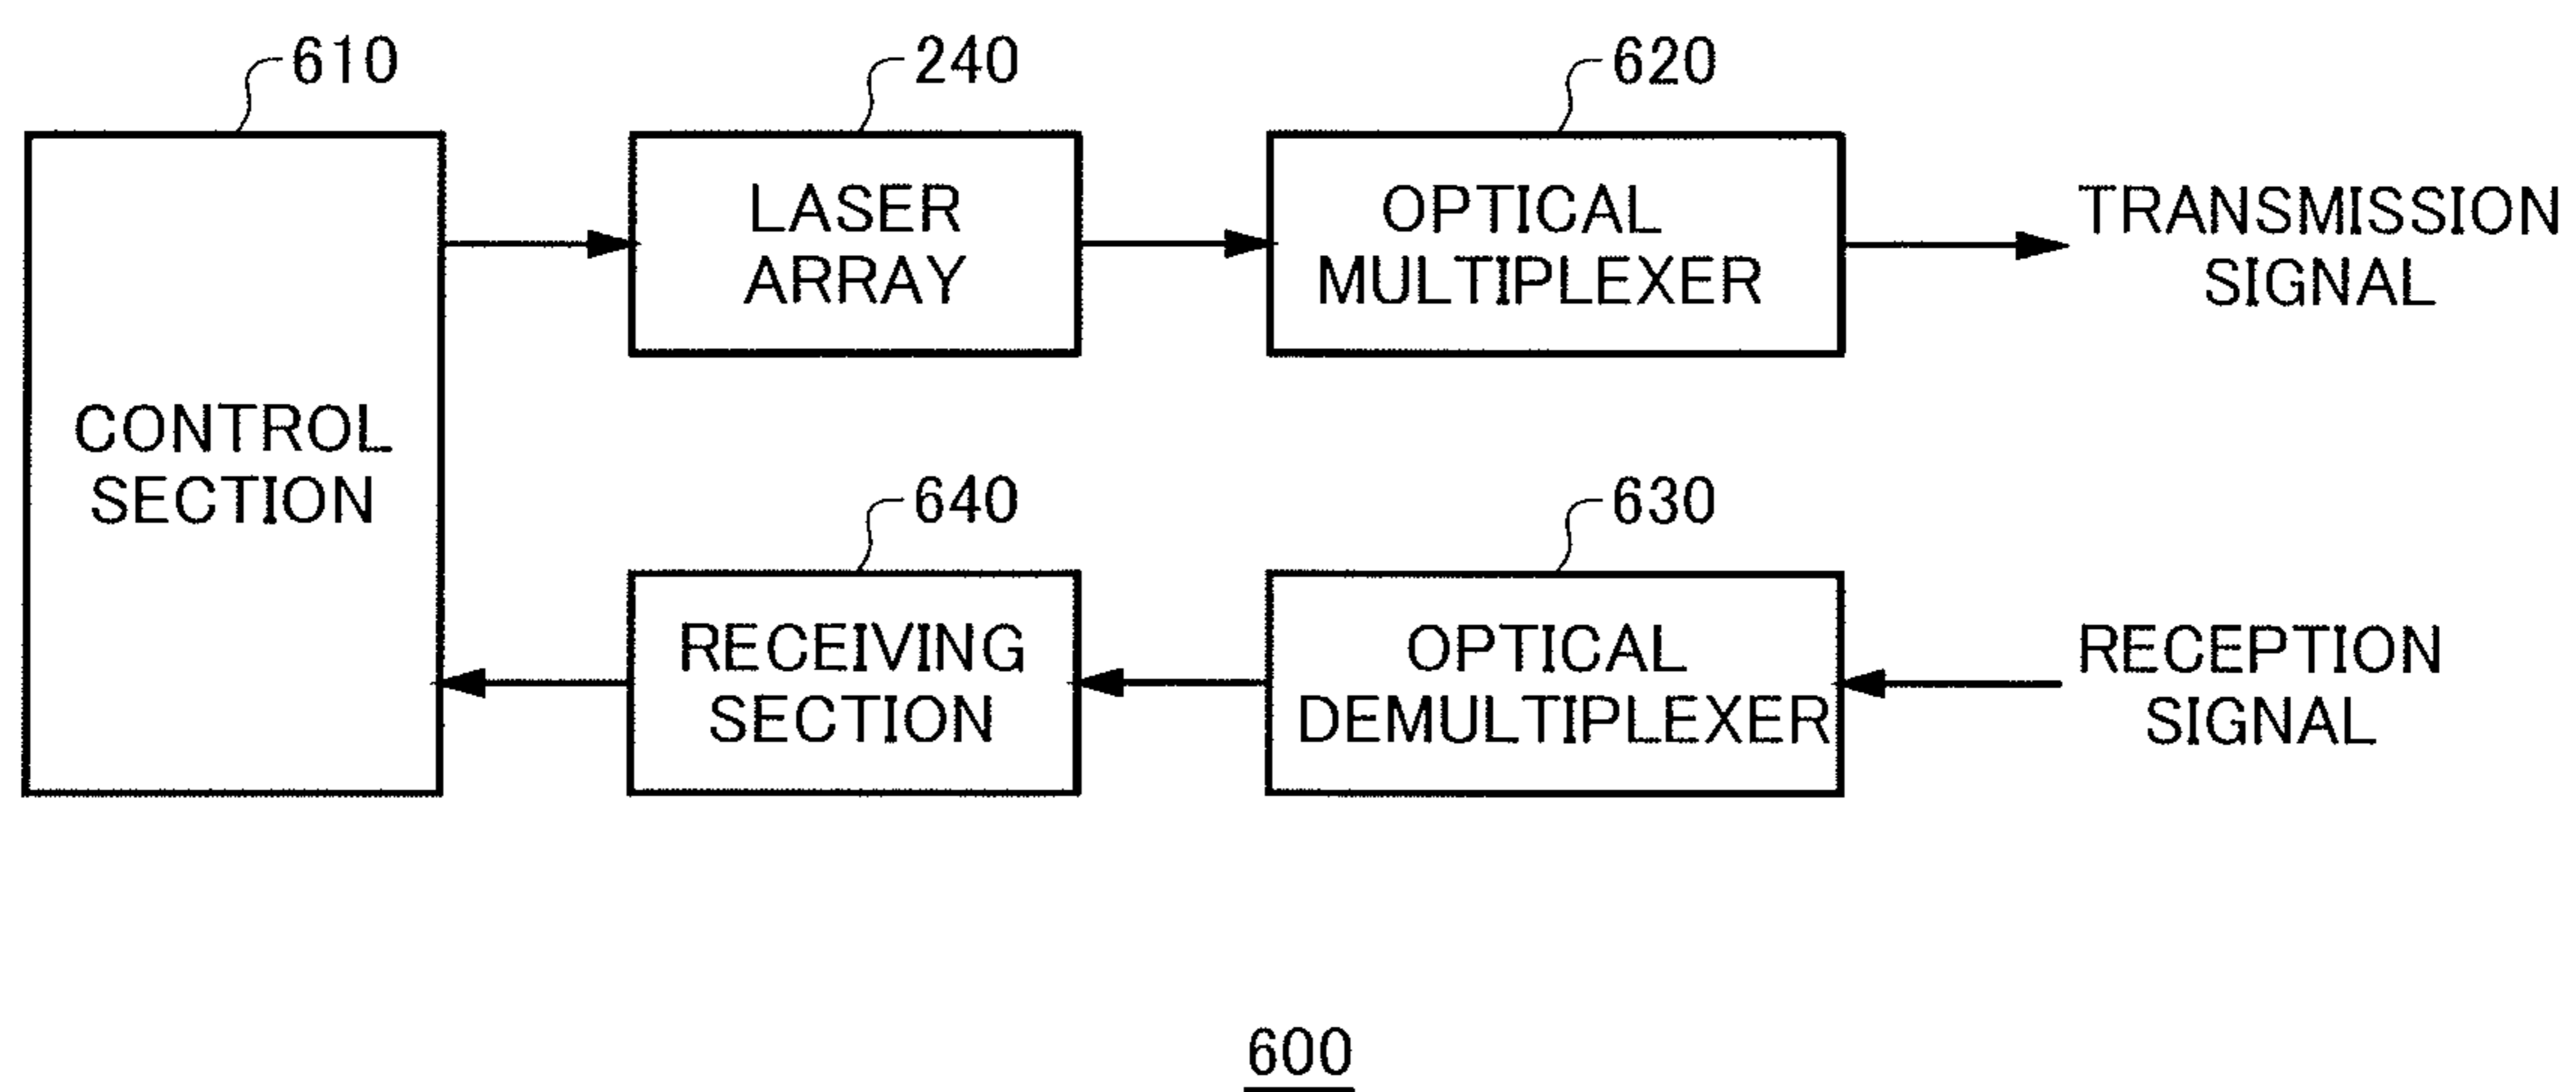 610
240
620
LASER
ARRAY
OPTICAL
MULTIPLEXER
TRANSMISSION
SIGNAL
CONTROL
SECTION
640
630
RECEIVING
SECTION
OPTICAL
DEMULTIPLEXER
RECEPTION
SIGNAL
600